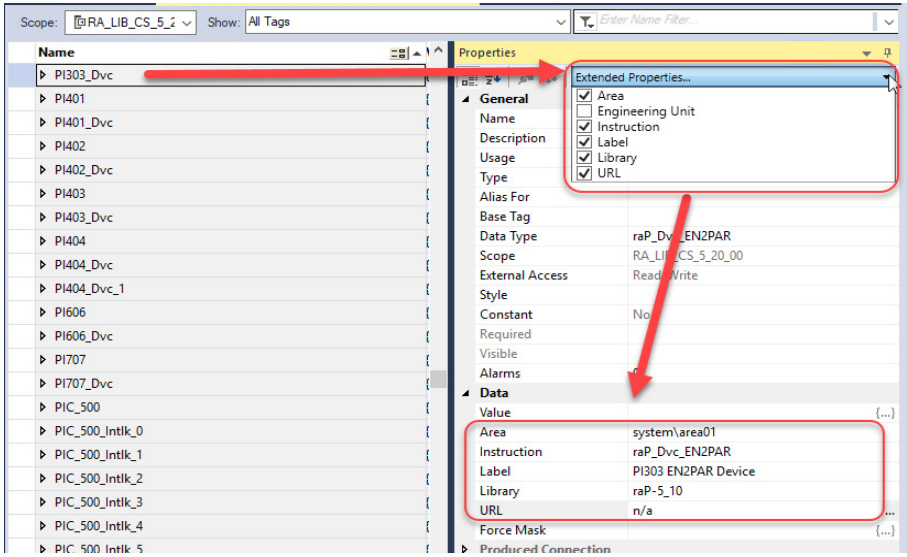 Scope: RA_LIB_CS_5_2 Show: All Tags Enter Name Filter...
Name
PI303_Dvc
PI401
PI401_Dvc
PI402
PI402_Dvc
PI403
PI403_Dvc
PI404
PI404_Dvc
PI404_Dvc_1
PI606
PI606_Dvc
PI707
PI707_Dvc
PIC_500
PIC_500_Intlk_0
PIC_500_Intlk_1
PIC_500_Intlk_2
PIC_500_Intlk_3
PIC_500_Intlk_4
PIC_500_Intlk_5
Properties
Extended Properties...
Area
Engineering Unit
Instruction
Label
Library
URL
General
Name
Description
Usage
Type
Alias For
Base Tag
Data Type raP_Dvc_EN2PAR
Scope RA_LIB_CS_5_20_00
External Access Read/Write
Style
Constant No
Required
Visible
Alarms
Data
Value {...}
Area system\area01
Instruction raP_Dvc_EN2PAR
Label PI303 EN2PAR Device
Library raP-5_10
URL n/a ...
Force Mask {...}
Produced Connection